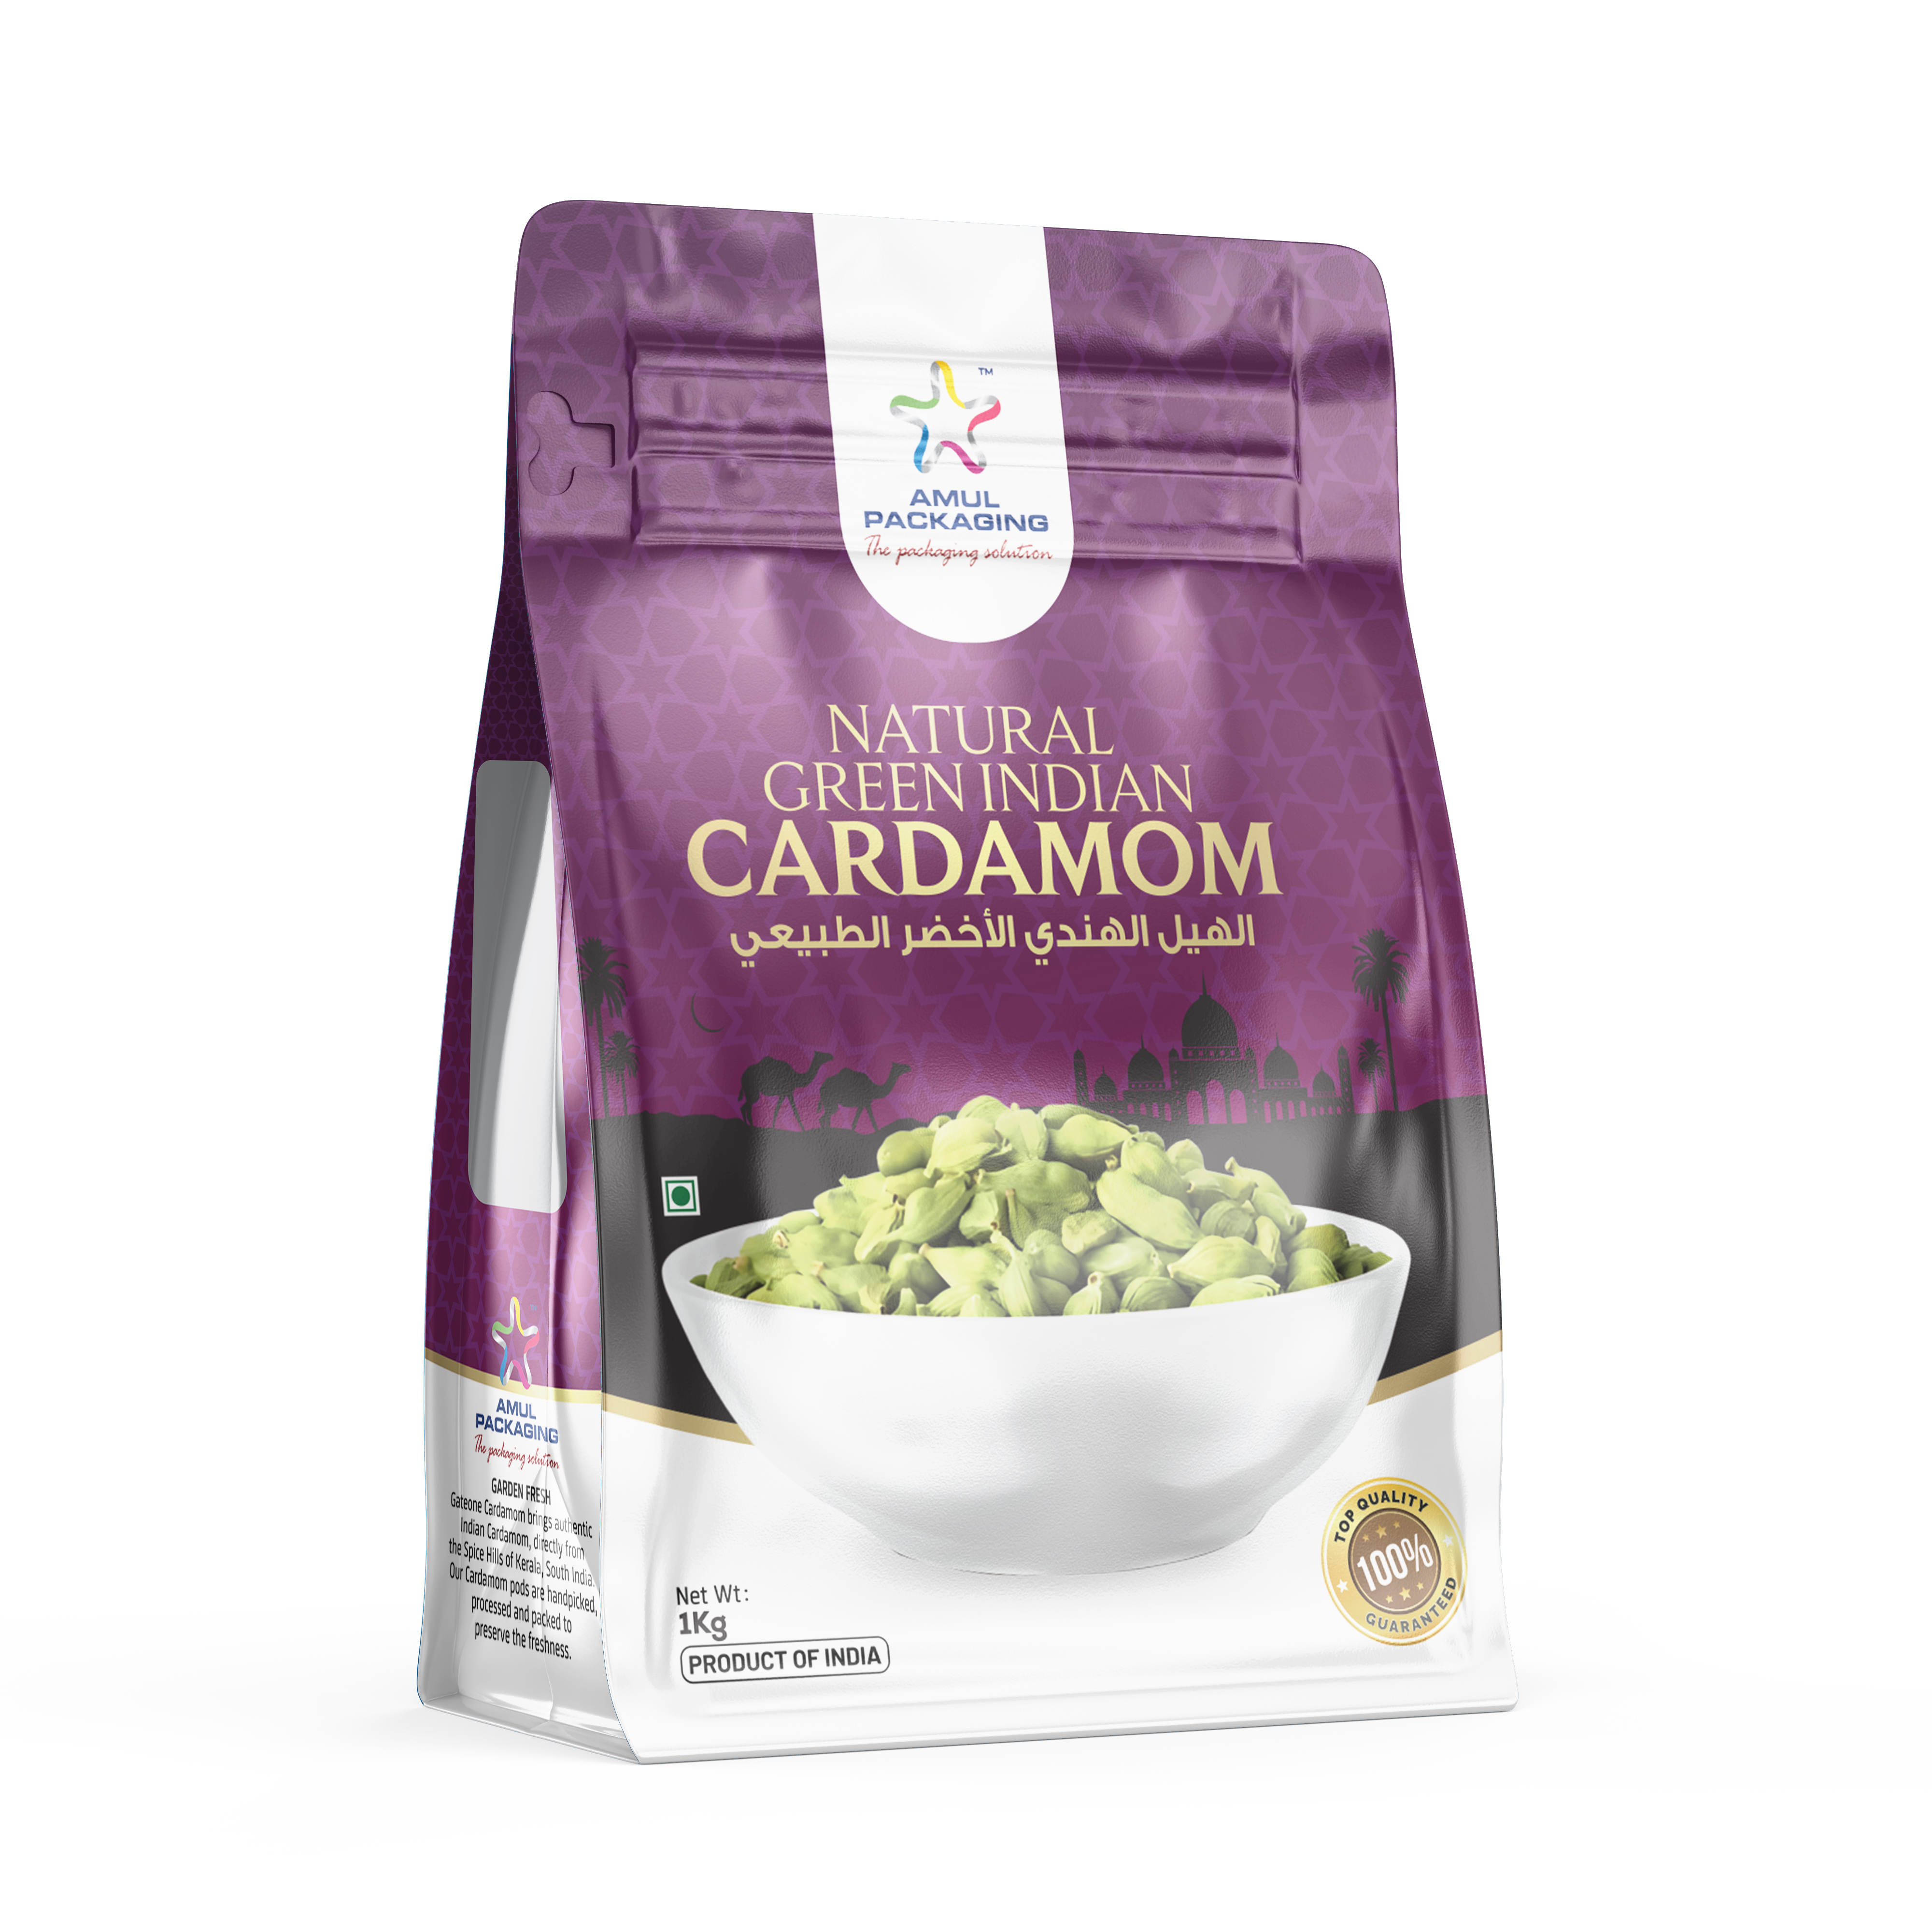 TM
AMUL
PACKAGING
The packaging solution
NATURAL
GREEN INDIAN
CARDAMOM
الهيل الهندي الأخضر الطبيعي
AMUL
PACKAGING
The packaging solution
GARDEN FRESH
Gateone Cardamom brings authentic
Indian Cardamom, directly from
the Spice Hills of Kerala, South India.
Our Cardamom pods are handpicked,
processed and packed to
preserve the freshness.
Net Wt:
1Kg
PRODUCT OF INDIA
TOP QUALITY
100%
GUARANTEED